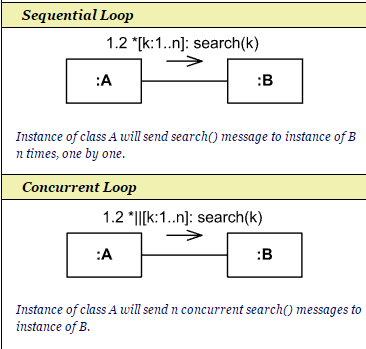 Sequential Loop
1.2 *[k:1..n]: search(k)
:A
:B
Instance of class A will send search() message to instance of B
n times, one by one.
Concurrent Loop
1.2 *||[k:1..n]: search(k)
:A
:B
Instance of class A will send n concurrent search() messages to
instance of B.